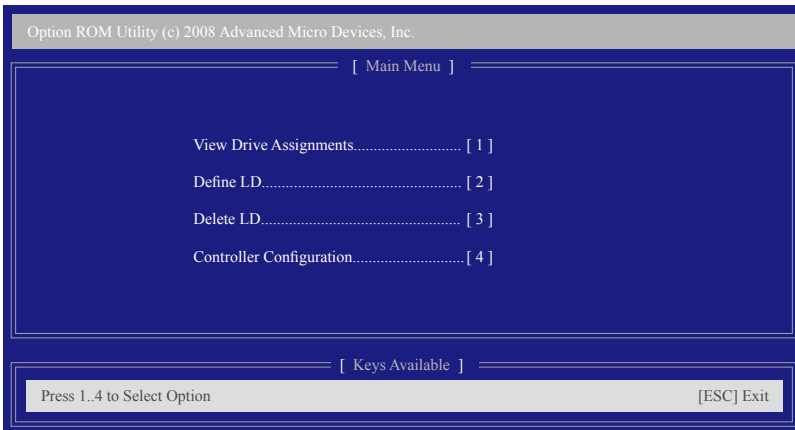 Option ROM Utility (c) 2008 Advanced Micro Devices, Inc.
[ Main Menu ]
View Drive Assignments........................... [ 1 ]
Define LD.................................................. [ 2 ]
Delete LD.................................................. [ 3 ]
Controller Configuration............................[ 4 ]
[ Keys Available ]
Press 1..4 to Select Option [ESC] Exit